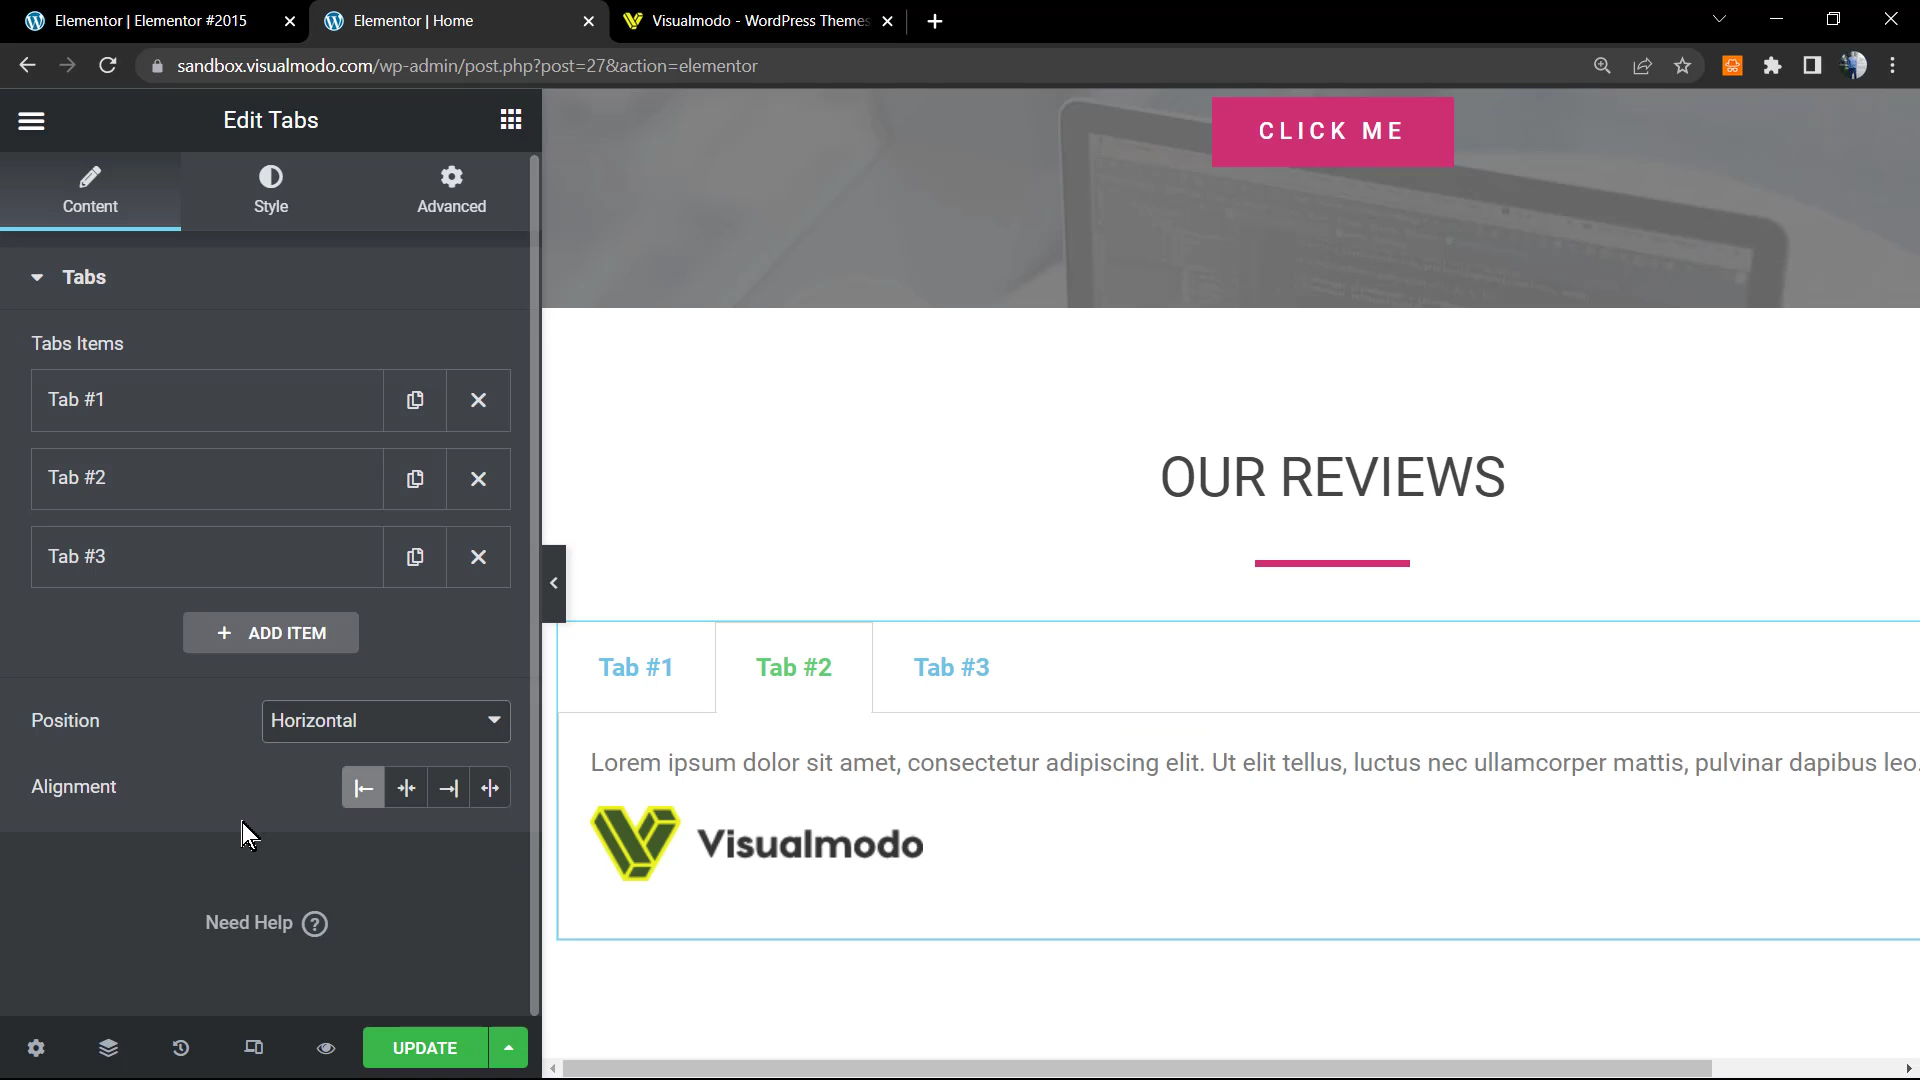 Elementor | Elementor #2015
Elementor | Home
Visualmodo - WordPress Themes
sandbox.visualmodo.com/wp-admin/post.php?post=27&action=elementor
Edit Tabs
Content
Style
Advanced
Tabs
Tabs Items
Tab #1
Tab #2
Tab #3
ADD ITEM
Position
Horizontal
Alignment
Need Help
UPDATE
CLICK ME
OUR REVIEWS
Tab #1
Tab #2
Tab #3
Lorem ipsum dolor sit amet, consectetur adipiscing elit. Ut elit tellus, luctus nec ullamcorper mattis, pulvinar dapibus leo.
Visualmodo